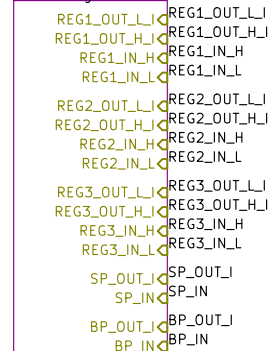 REG1_OUT_L_I REG1_OUT_L_I
REG1_OUT_H_I REG1_OUT_H_I
REG1_IN_H REG1_IN_H
REG1_IN_L REG1_IN_L
REG2_OUT_L_I REG2_OUT_L_I
REG2_OUT_H_I REG2_OUT_H_I
REG2_IN_H REG2_IN_H
REG2_IN_L REG2_IN_L
REG3_OUT_L_I REG3_OUT_L_I
REG3_OUT_H_I REG3_OUT_H_I
REG3_IN_H REG3_IN_H
REG3_IN_L REG3_IN_L
SP_OUT_I SP_OUT_I
SP_IN SP_IN
BP_OUT_I BP_OUT_I
BP_IN BP_IN